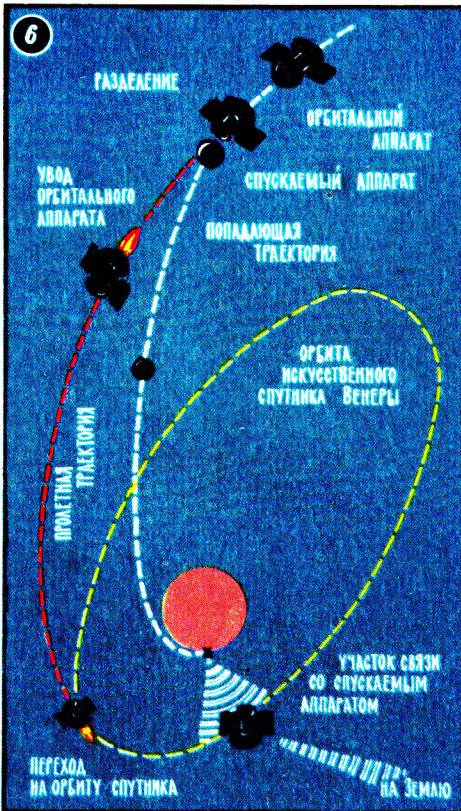 6
РАЗДЕЛЕНИЕ
ОРБИТАЛЬНЫЙ
АППАРАТ
СПУСКАЕМЫЙ АППАРАТ
УВОД
ОРБИТАЛЬНОГО
АППАРАТА
ПОПАДАЮЩАЯ
ТРАЕКТОРИЯ
ОРБИТА
ИСКУССТВЕННОГО
СПУТНИКА ВЕНЕРЫ
ПРОЛЕТНАЯ
ТРАЕКТОРИЯ
УЧАСТОК СВЯЗИ
СО СПУСКАЕМЫМ
АППАРАТОМ
ПЕРЕХОД
НА ОРБИТУ СПУТНИКА
НА ЗЕМЛЮ